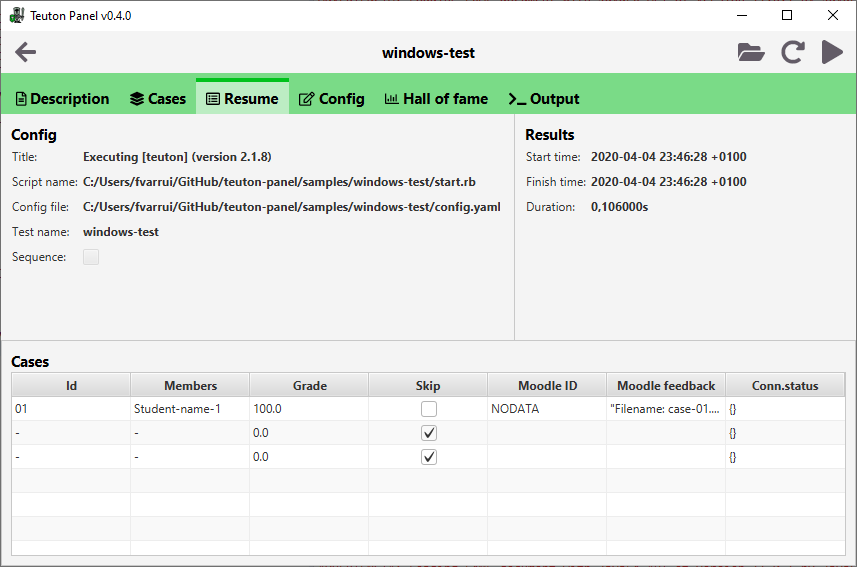 Teuton Panel v0.4.0
windows-test
Description Cases Resume Config Hall of fame Output
Config
Title: Executing [teuton] (version 2.1.8)
Script name: C:/Users/fvarrui/GitHub/teuton-panel/samples/windows-test/start.rb
Config file: C:/Users/fvarrui/GitHub/teuton-panel/samples/windows-test/config.yaml
Test name: windows-test
Sequence:
Results
Start time: 2020-04-04 23:46:28 +0100
Finish time: 2020-04-04 23:46:28 +0100
Duration: 0,106000s
Cases
Id Members Grade Skip Moodle ID Moodle feedback Conn.status
01 Student-name-1 100.0 NODATA "Filename: case-01.... {}
- - 0.0 {}
- - 0.0 {}